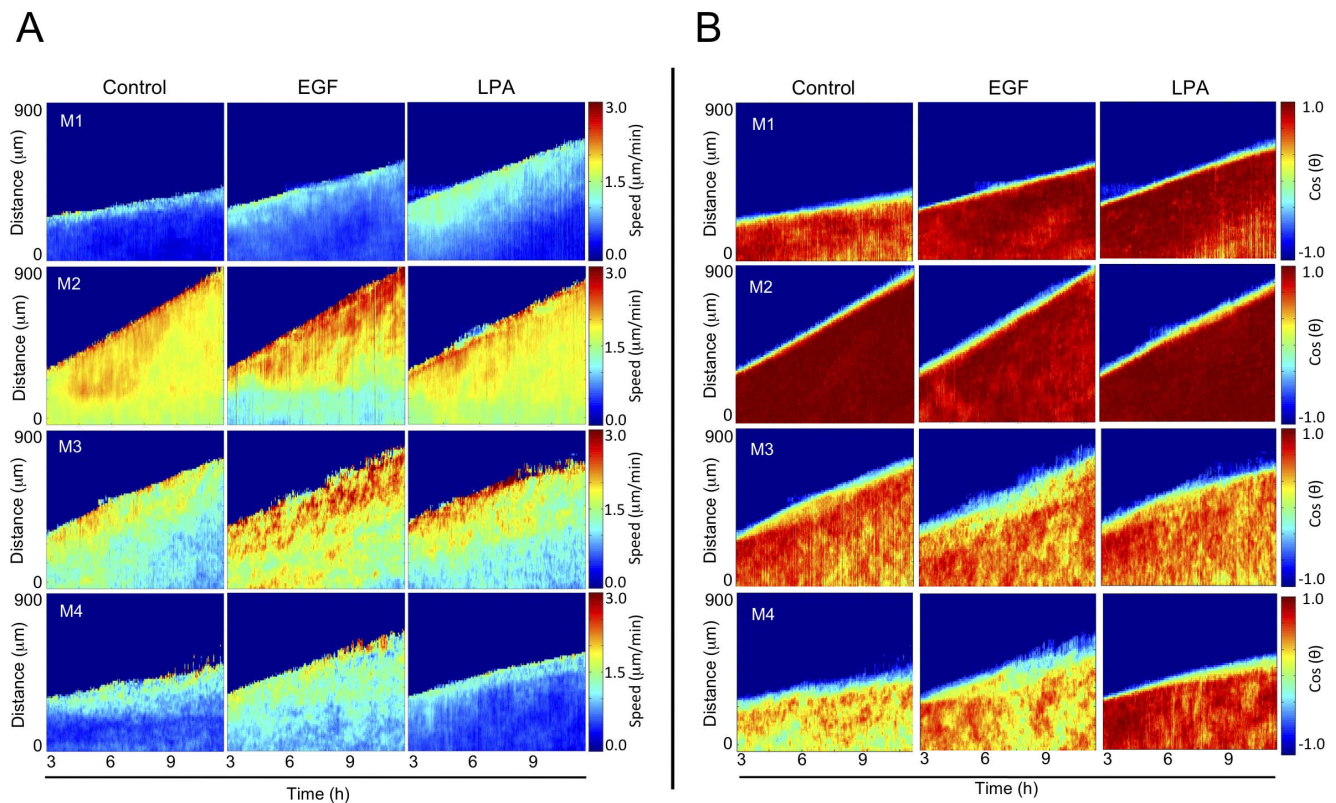 A
B
Control EGF LPA
Control EGF LPA
900
Distance (μm)
0
M1
3.0
1.5
0.0
Speed (μm/min)
900
Distance (μm)
0
M1
1.0
-1.0
Cos (θ)
900
Distance (μm)
0
M2
3.0
1.5
0.0
Speed (μm/min)
900
Distance (μm)
0
M2
1.0
-1.0
Cos (θ)
900
Distance (μm)
0
M3
3.0
1.5
0.0
Speed (μm/min)
900
Distance (μm)
0
M3
1.0
-1.0
Cos (θ)
900
Distance (μm)
0
M4
3.0
1.5
0.0
Speed (μm/min)
900
Distance (μm)
0
M4
1.0
-1.0
Cos (θ)
3 6 9 3 6 9 3 6 9
3 6 9 3 6 9 3 6 9
Time (h)
Time (h)